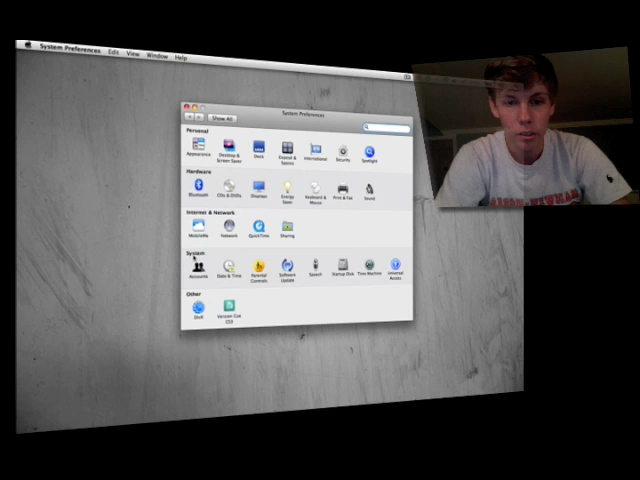 System Preferences Edit View Window Help
System Preferences
Show All
Personal
Appearance Desktop & Screen Saver Dock Exposé & Spaces International Security Spotlight
Hardware
Bluetooth CDs & DVDs Displays Energy Saver Keyboard & Mouse Print & Fax Sound
Internet & Network
MobileMe Network QuickTime Sharing
System
Accounts Date & Time Parental Controls Software Update Speech Startup Disk Time Machine Universal Access
Other
DivX Version Cue CS3